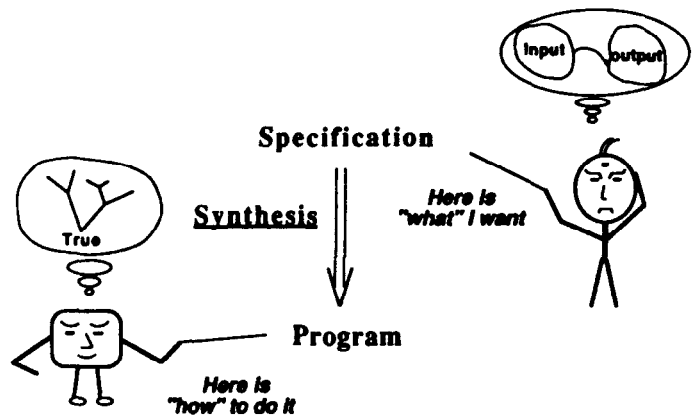 Input
output
Specification
Here is
"what" I want
Synthesis
True
Program
Here is
"how" to do it